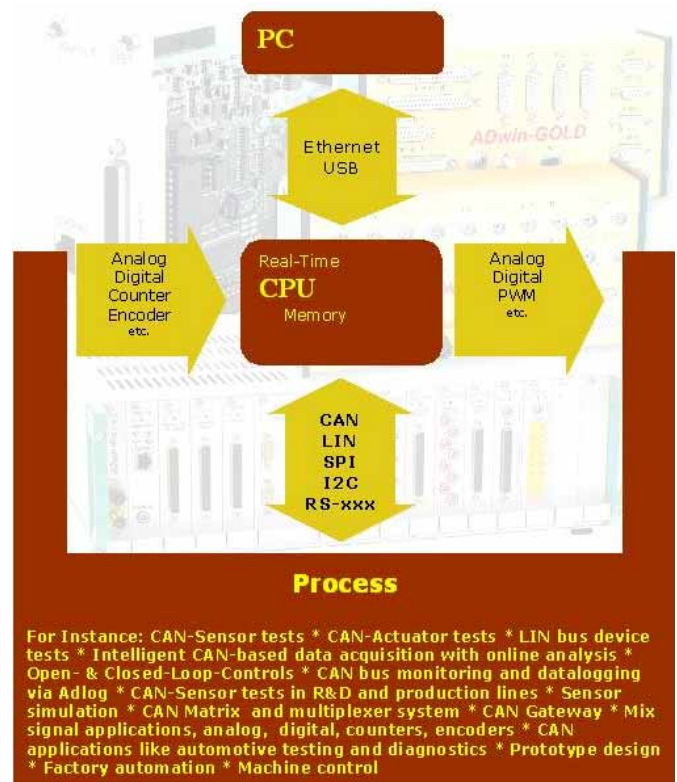 PC
ADwin-GOLD
Ethernet
USB
Analog
Digital
Counter
Encoder
etc.
Real-Time
CPU
Memory
Analog
Digital
PWM
etc.
CAN
LIN
SPI
I2C
RS-xxx
Process
For Instance: CAN-Sensor tests * CAN-Actuator tests * LIN bus device
tests * Intelligent CAN-based data acquisition with online analysis *
Open- & Closed-Loop-Controls * CAN bus monitoring and datalogging
via Adlog * CAN-Sensor tests in R&D and production lines * Sensor
simulation * CAN Matrix and multiplexer system * CAN Gateway * Mix
signal applications, analog, digital, counters, encoders * CAN
applications like automotive testing and diagnostics * Prototype design
* Factory automation * Machine control